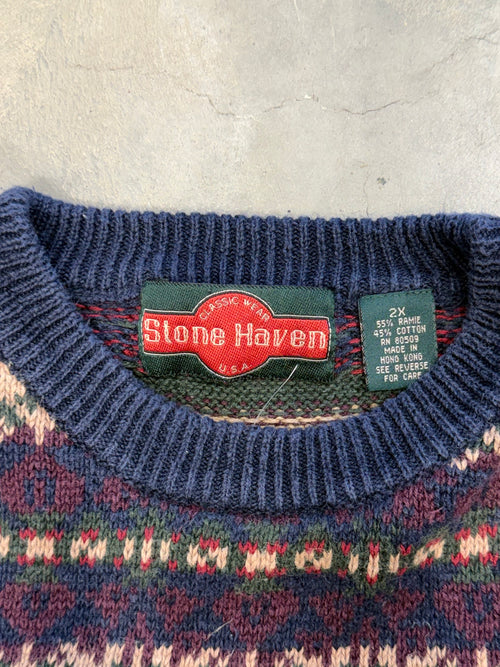 CLASSIC WEAR
Stone Haven
U.S.A.
2X
55% RAMIE
45% COTTON
RN 80509
MADE IN
HONG KONG
SEE REVERSE
FOR CARE